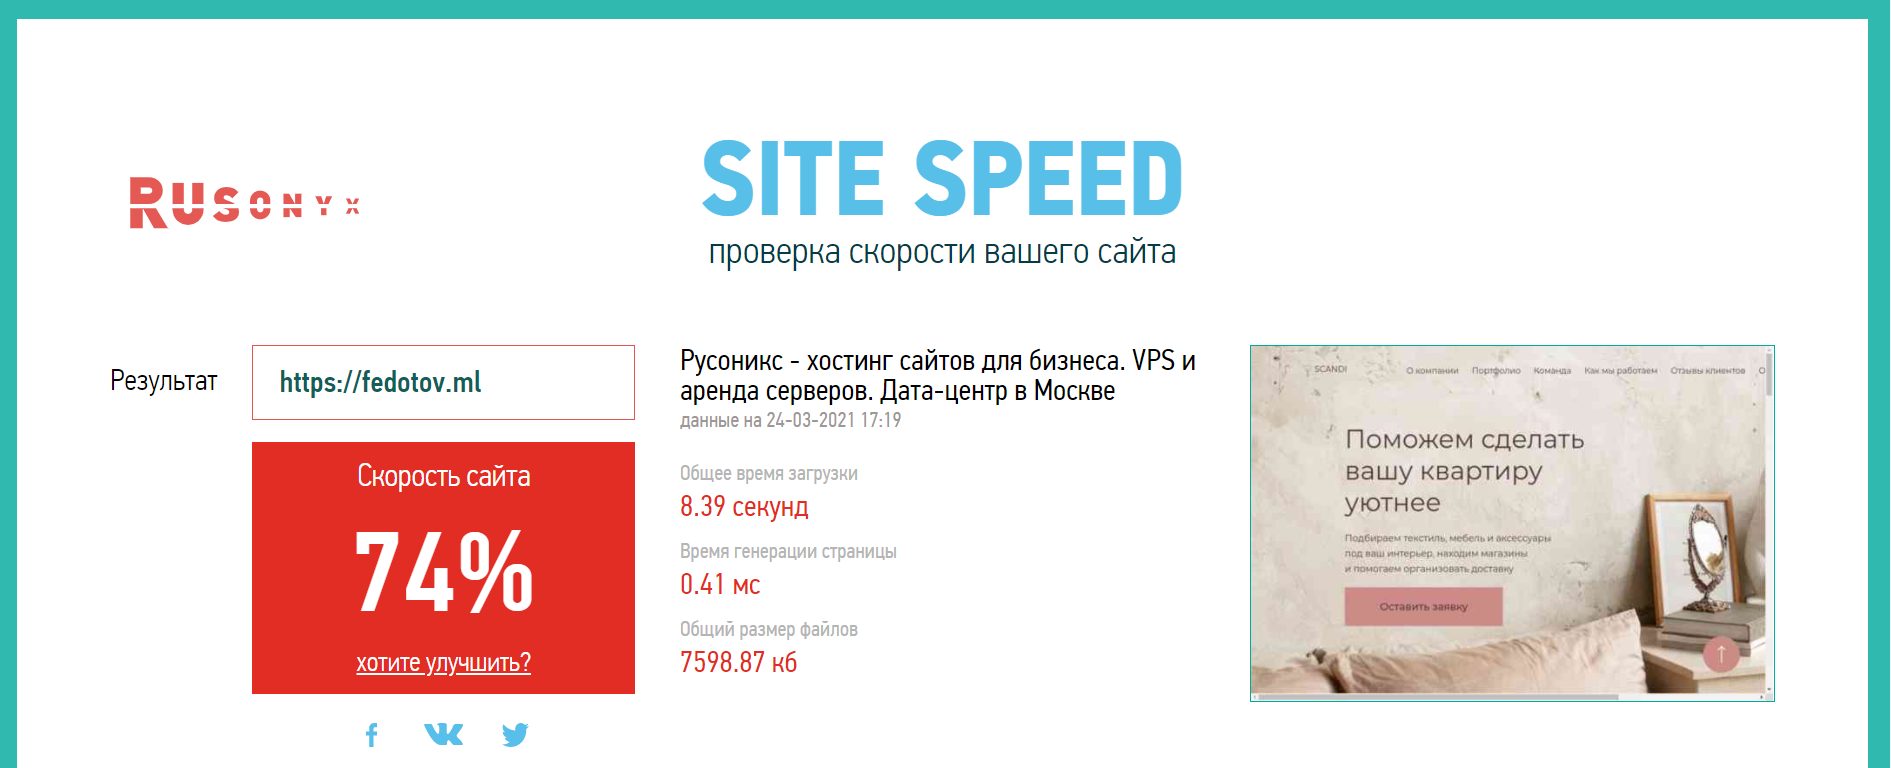 RUSONYX
SITE SPEED
проверка скорости вашего сайта
Результат
https://fedotov.ml
Скорость сайта
74%
хотите улучшить?
Русоникс - хостинг сайтов для бизнеса. VPS и
аренда серверов. Дата-центр в Москве
данные на 24-03-2021 17:19
Общее время загрузки
8.39 секунд
Время генерации страницы
0.41 мс
Общий размер файлов
7598.87 кб
SCANDI
О компании Портфолио Команда Как мы работаем Отзывы клиентов О
Поможем сделать
вашу квартиру
уютнее
Подбираем текстиль, мебель и аксессуары
под ваш интерьер, находим магазины
и помогаем организовать доставку
Оставить заявку